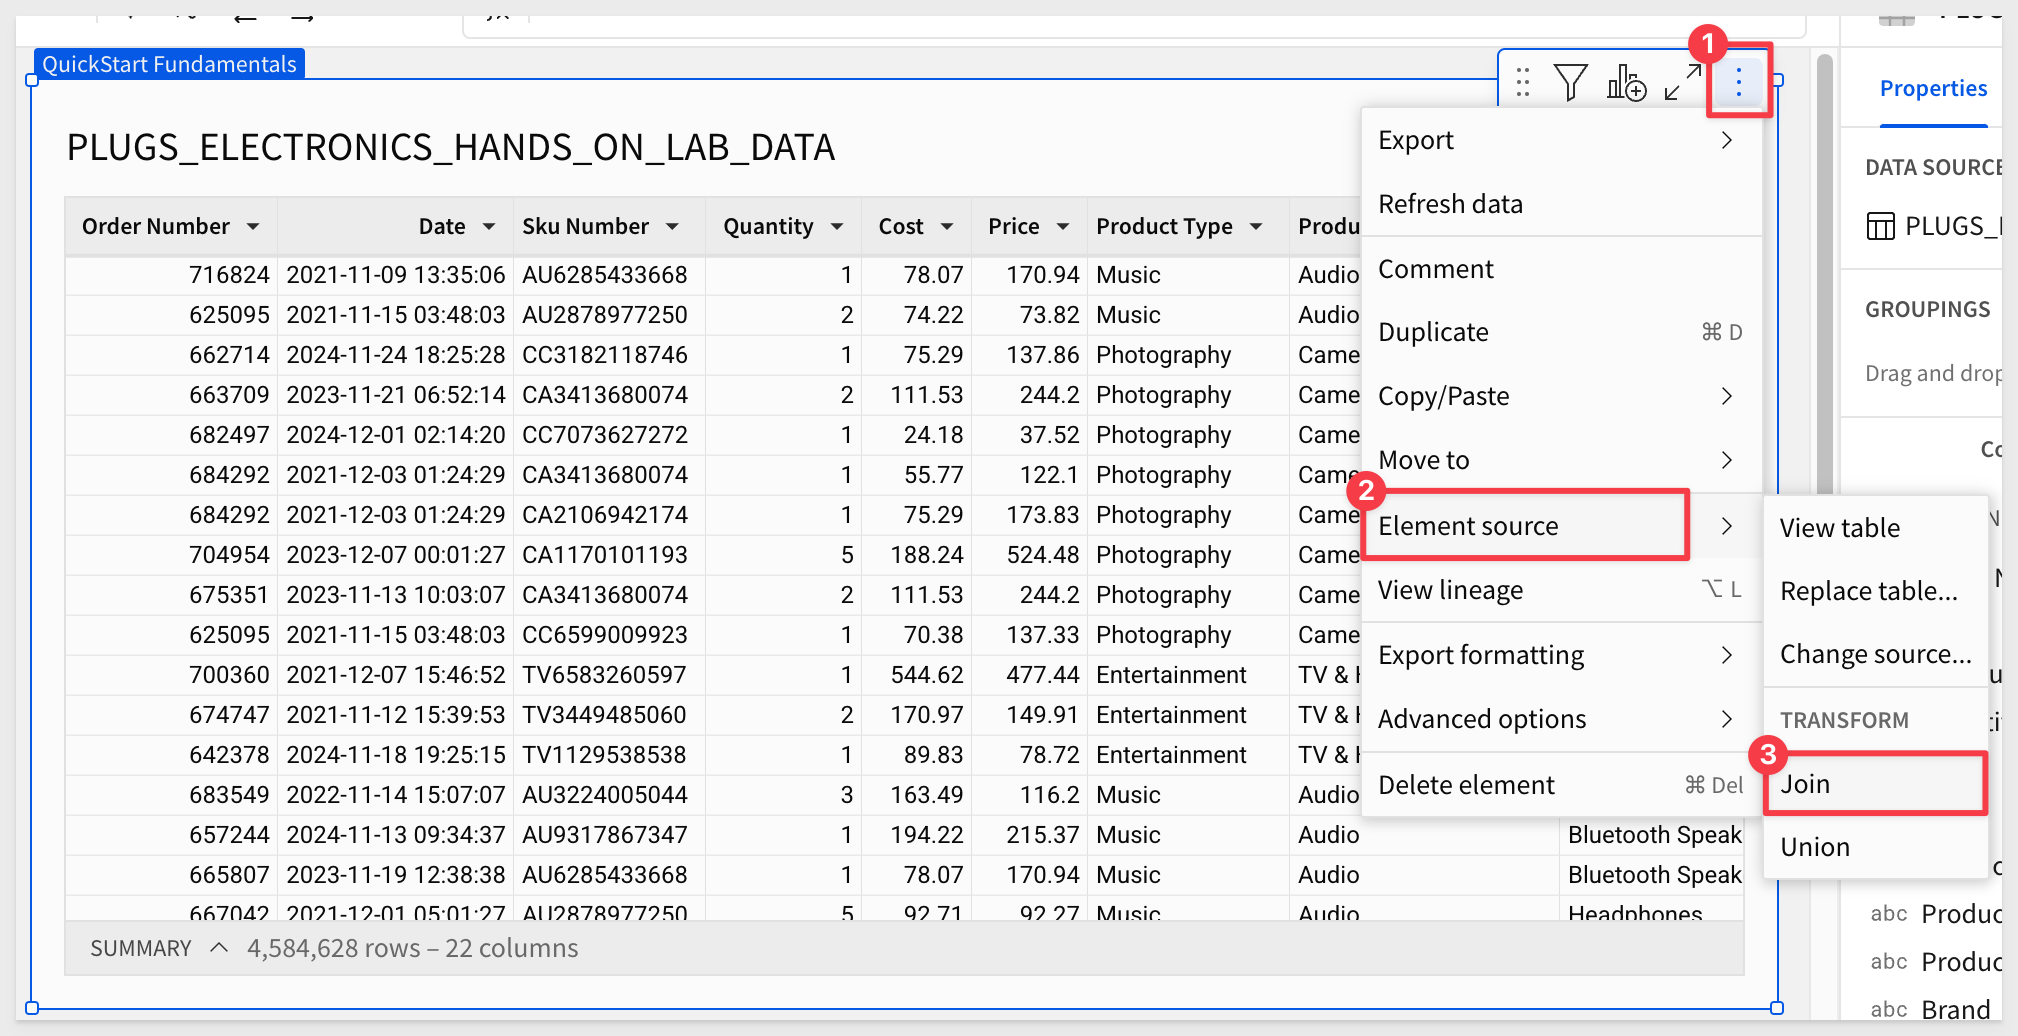 QuickStart Fundamentals
1
Properties
PLUGS_ELECTRONICS_HANDS_ON_LAB_DATA
Export
DATA SOURCE
Refresh data
Order Number Date Sku Number Quantity Cost Price Product Type Produ
PLUGS_
716824 2021-11-09 13:35:06 AU6285433668 1 78.07 170.94 Music Audio
Comment
625095 2021-11-15 03:48:03 AU2878977250 2 74.22 73.82 Music Audio
GROUPINGS
Duplicate ⌘ D
662714 2024-11-24 18:25:28 CC3182118746 1 75.29 137.86 Photography Came
Drag and drop
663709 2023-11-21 06:52:14 CA3413680074 2 111.53 244.2 Photography Came
Copy/Paste
682497 2024-12-01 02:14:20 CC7073627272 1 24.18 37.52 Photography Came
Move to
684292 2021-12-03 01:24:29 CA3413680074 1 55.77 122.1 Photography Came
2
684292 2021-12-03 01:24:29 CA2106942174 1 75.29 173.83 Photography Came
Element source
View table
704954 2023-12-07 00:01:27 CA1170101193 5 188.24 524.48 Photography Came
675351 2023-11-13 10:03:07 CA3413680074 2 111.53 244.2 Photography Came
View lineage ⌥ L
Replace table...
625095 2021-11-15 03:48:03 CC6599009923 1 70.38 137.33 Photography Came
Export formatting
Change source...
700360 2021-12-07 15:46:52 TV6583260597 1 544.62 477.44 Entertainment TV &
674747 2021-11-12 15:39:53 TV3449485060 2 170.97 149.91 Entertainment TV &
Advanced options
TRANSFORM
642378 2024-11-18 19:25:15 TV1129538538 1 89.83 78.72 Entertainment TV &
3
Delete element ⌘ Del
Join
683549 2022-11-14 15:07:07 AU3224005044 3 163.49 116.2 Music Audio
657244 2024-11-13 09:34:37 AU9317867347 1 194.22 215.37 Music Audio Bluetooth Speak
Union
665807 2023-11-19 12:38:38 AU6285433668 1 78.07 170.94 Music Audio Bluetooth Speak
667042 2021-12-01 05:01:27 AU2878977250 5 92.71 92.27 Music Audio Headphones
abc Produc
SUMMARY 4,584,628 rows – 22 columns
abc Produc
abc Brand